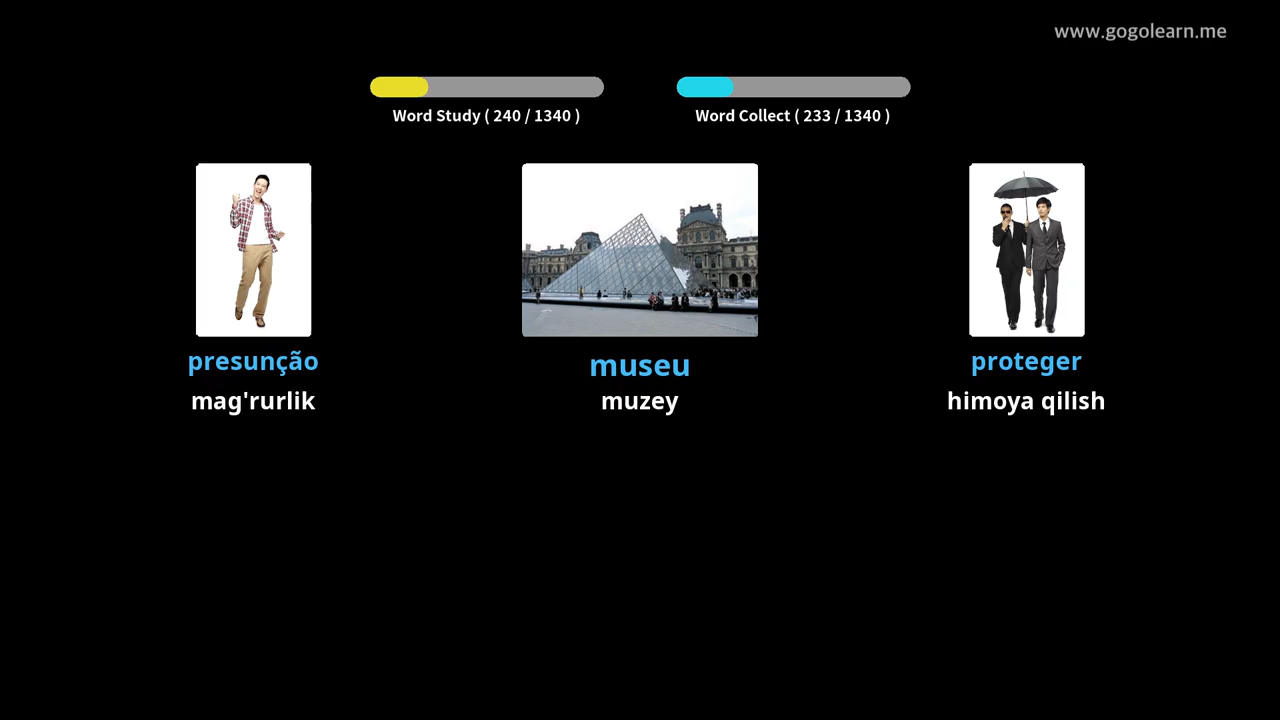 www.gogolearn.me
Word Study ( 240 / 1340 )
Word Collect ( 233 / 1340 )
presunção
museu
proteger
mag'rurlik
muzey
himoya qilish